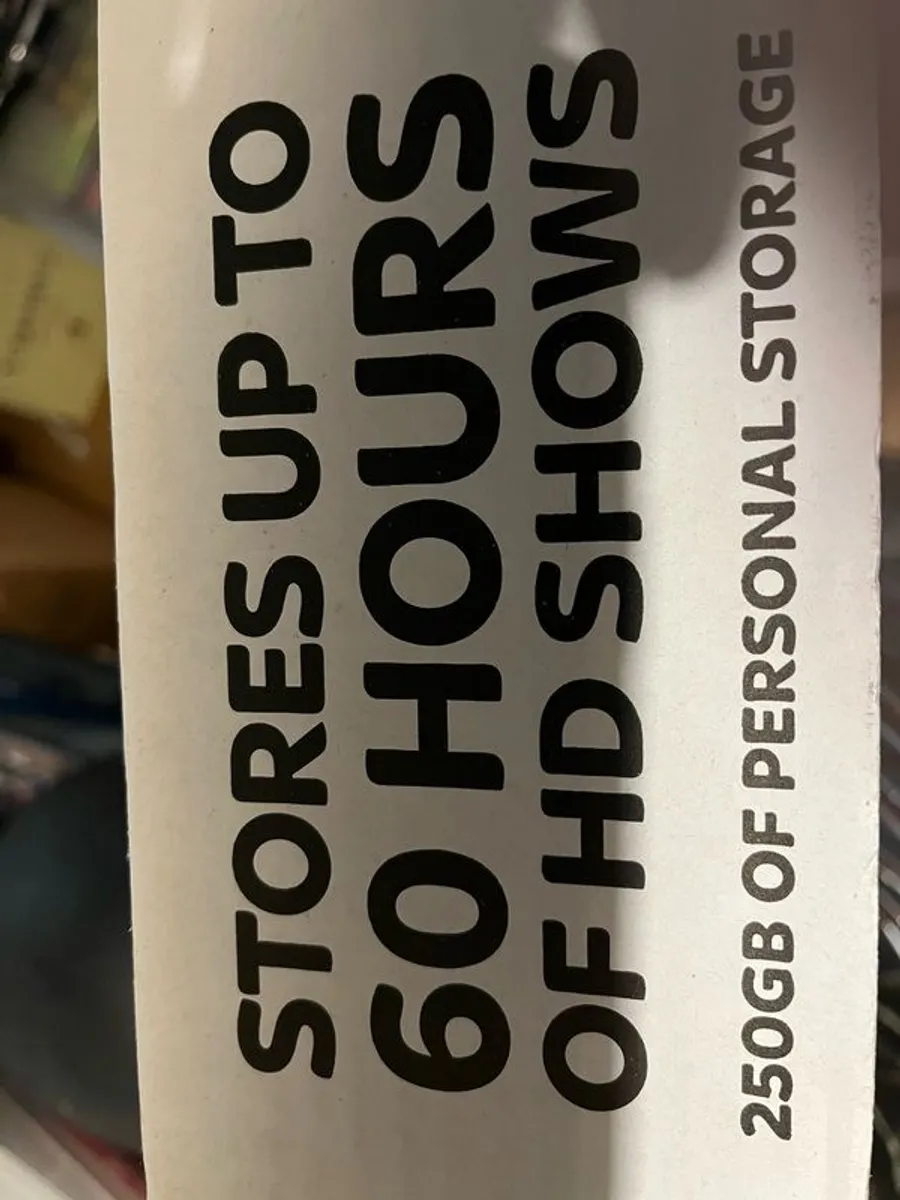 STORES UP TO
60 HOURS
OF HD SHOWS
250GB OF PERSONAL STORAGE